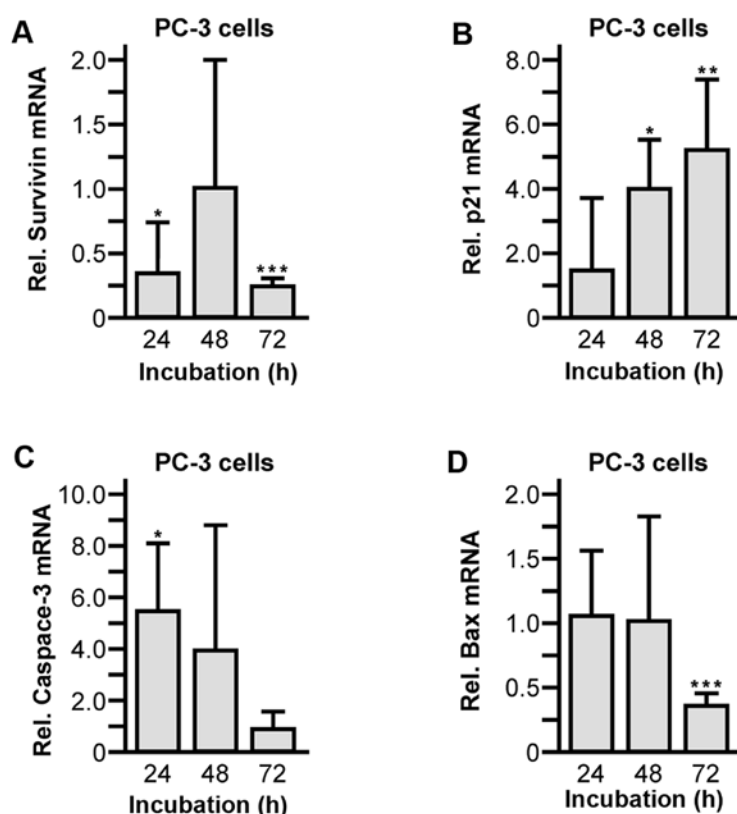 A
PC-3 cells
Rel. Survivin mRNA
2.0
1.5
1.0
0.5
0
*
***
24 48 72
Incubation (h)
B
PC-3 cells
Rel. p21 mRNA
8.0
6.0
4.0
2.0
0
*
**
24 48 72
Incubation (h)
C
PC-3 cells
Rel. Caspace-3 mRNA
10.0
8.0
6.0
4.0
2.0
0
*
24 48 72
Incubation (h)
D
PC-3 cells
Rel. Bax mRNA
2.0
1.5
1.0
0.5
0
***
24 48 72
Incubation (h)